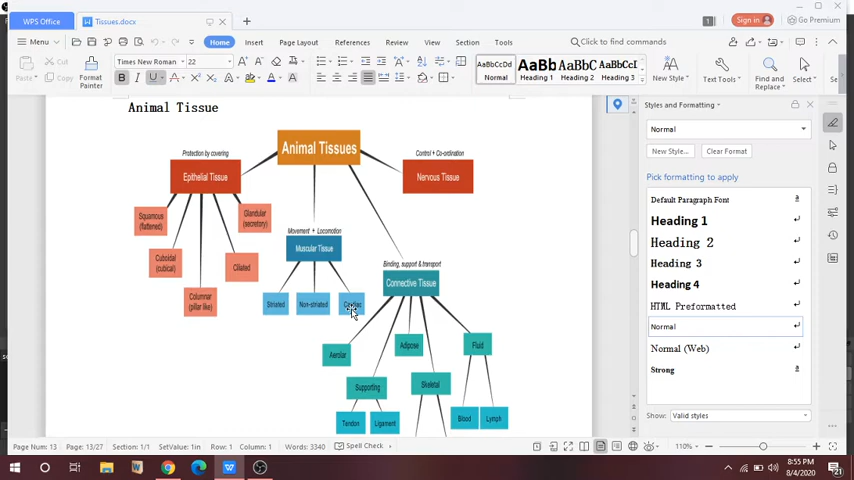 WPS Office
Tissues.docx
1
Sign in
Go Premium
Menu
Home
Insert
Page Layout
References
Review
View
Section
Tools
Click to find commands
Paste
Cut
Copy
Format
Painter
Times New Roman
22
B I U
AaBbCcDd
Normal
AaBb
Heading 1
AaBbC
Heading 2
AaBbC
Heading 3
New Style...
Text Tools
Find and
Replace
Select
Animal Tissue
Animal Tissues
Protection by covering
Epithelial Tissue
Control + Co-ordination
Nervous Tissue
Squamous
(flattened)
Glandular
(secretory)
Cuboidal
(cubical)
Ciliated
Columnar
(pillar like)
Movement + Locomotion
Muscular Tissue
Striated
Non-striated
Cardiac
Binding, support & transport
Connective Tissue
Aerolar
Adipose
Fluid
Supporting
Skeletal
Tendon
Ligament
Blood
Lymph
Styles and Formatting
Normal
New Style...
Clear Format
Pick formatting to apply
Default Paragraph Font
Heading 1
Heading 2
Heading 3
Heading 4
HTML Preformatted
Normal
Normal (Web)
Strong
Show:
Valid styles
Page Num: 13
Page: 13/27
Section: 1/1
SetValue: 1in
Row: 1
Column: 1
Words: 3340
Spell Check
110%
8:55 PM
8/4/2020
21